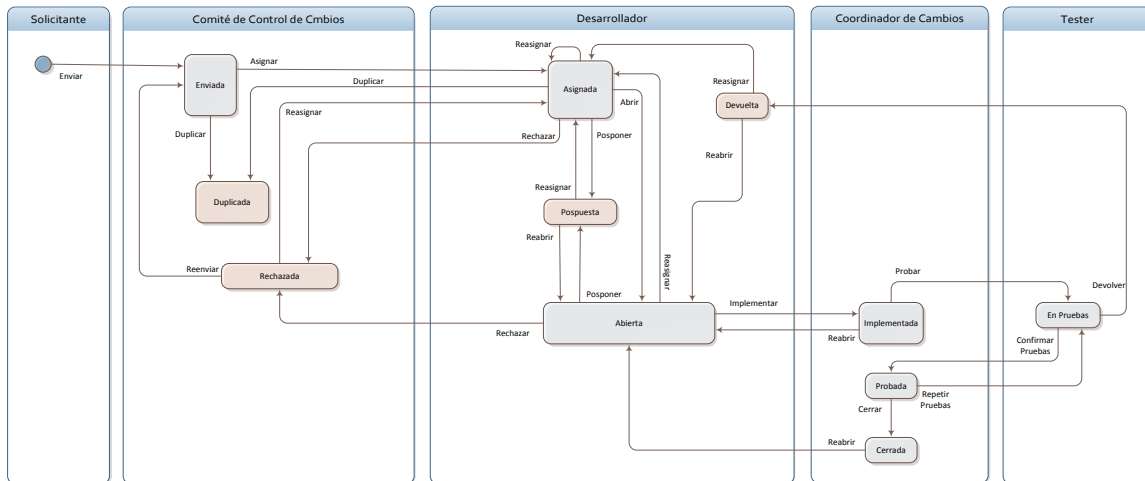 Solicitante
Comité de Control de Cmbios
Desarrollador
Coordinador de Cambios
Tester
Enviar
Enviada
Asignar
Duplicar
Reasignar
Duplicar
Duplicada
Reenviar
Rechazada
Reasignar
Asignada
Reasignar
Abrir
Devuelta
Rechazar
Posponer
Reabrir
Reasignar
Pospuesta
Reabrir
Reasignar
Posponer
Abierta
Rechazar
Implementar
Reabrir
Probar
Implementada
Devolver
En Pruebas
Confirmar
Pruebas
Probada
Repetir
Pruebas
Cerrar
Reabrir
Cerrada